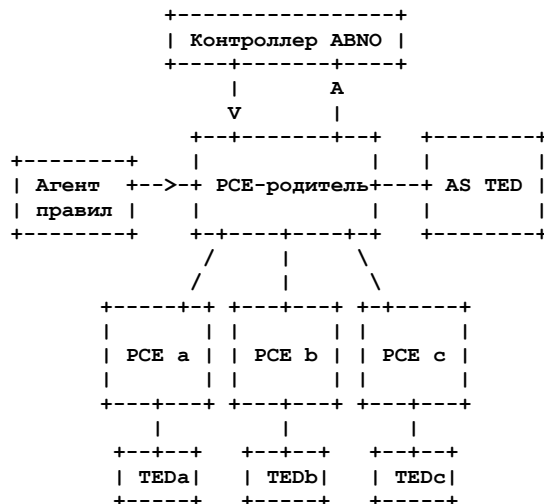 Контроллер ABNO
V A
Агент правил
PCE-родитель
AS TED
PCE a PCE b PCE c
TEDa TEDb TEDc